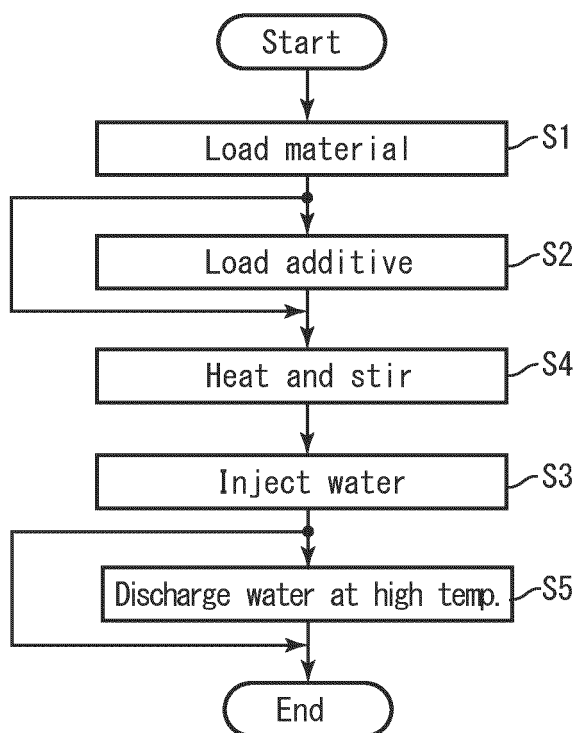 Start
Load material
S1
Load additive
S2
Heat and stir
S4
Inject water
S3
Discharge water at high temp.
S5
End